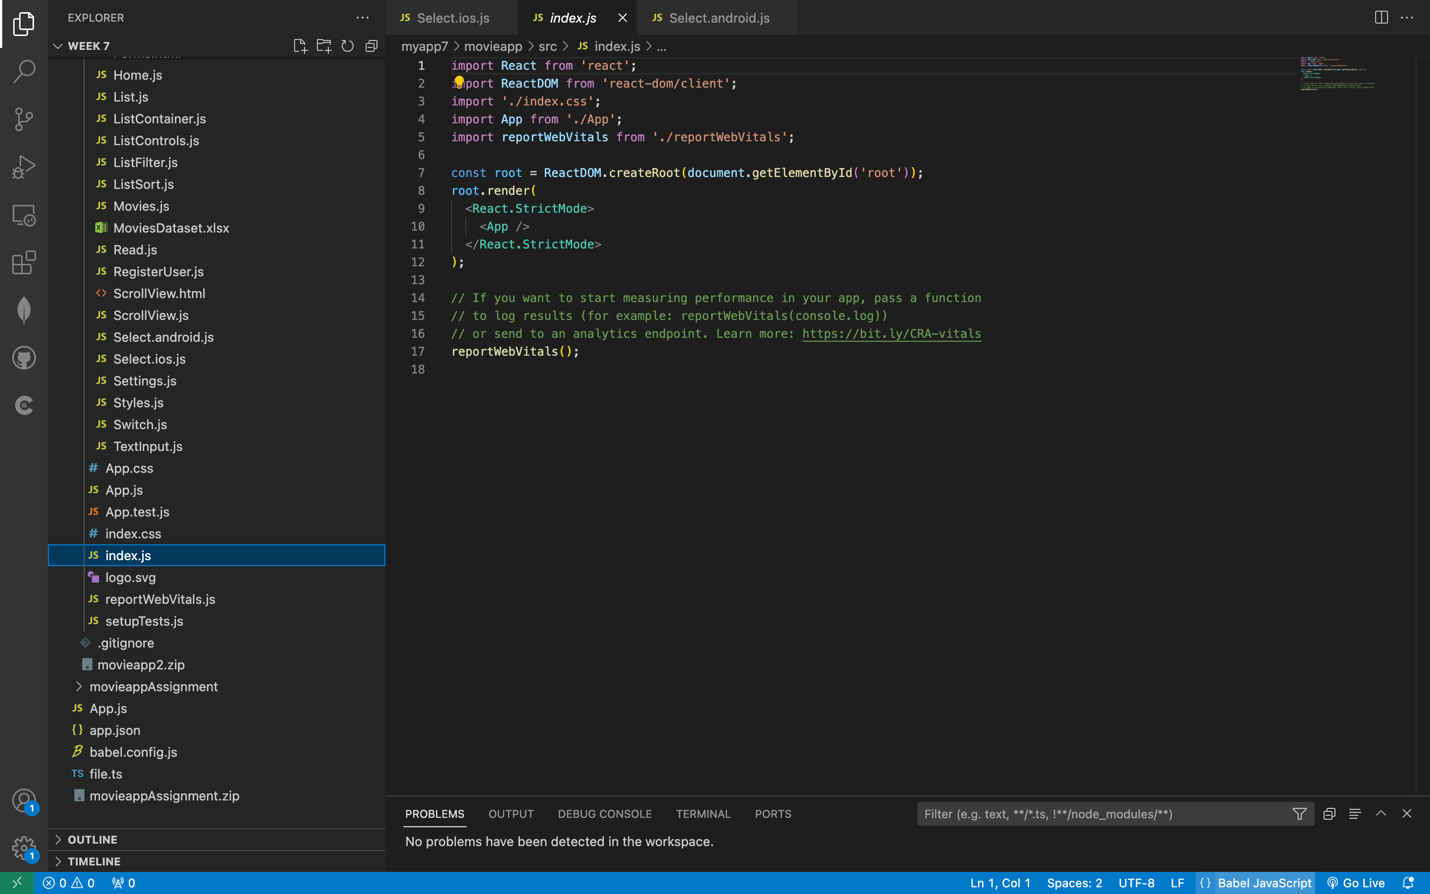 EXPLORER
WEEK 7
Home.js
List.js
ListContainer.js
ListControls.js
ListFilter.js
ListSort.js
Movies.js
MoviesDataset.xlsx
Read.js
RegisterUser.js
ScrollView.html
ScrollView.js
Select.android.js
Select.ios.js
Settings.js
Styles.js
Switch.js
TextInput.js
App.css
App.js
App.test.js
index.css
index.js
logo.svg
reportWebVitals.js
setupTests.js
.gitignore
movieapp2.zip
movieappAssignment
App.js
app.json
babel.config.js
file.ts
movieappAssignment.zip
OUTLINE
TIMELINE
JS Select.ios.js
JS index.js
JS Select.android.js
myapp7 > movieapp > src > JS index.js > ...
1 import React from 'react';
2 import ReactDOM from 'react-dom/client';
3 import './index.css';
4 import App from './App';
5 import reportWebVitals from './reportWebVitals';
6
7 const root = ReactDOM.createRoot(document.getElementById('root'));
8 root.render(
9 <React.StrictMode>
10 <App />
11 </React.StrictMode>
12 );
13
14 // If you want to start measuring performance in your app, pass a function
15 // to log results (for example: reportWebVitals(console.log))
16 // or send to an analytics endpoint. Learn more: https://bit.ly/CRA-vitals
17 reportWebVitals();
18
PROBLEMS OUTPUT DEBUG CONSOLE TERMINAL PORTS
Filter (e.g. text, **/*.ts, !**/node_modules/**)
No problems have been detected in the workspace.
1
1
0 0 0
Ln 1, Col 1 Spaces: 2 UTF-8 LF {} Babel JavaScript Go Live